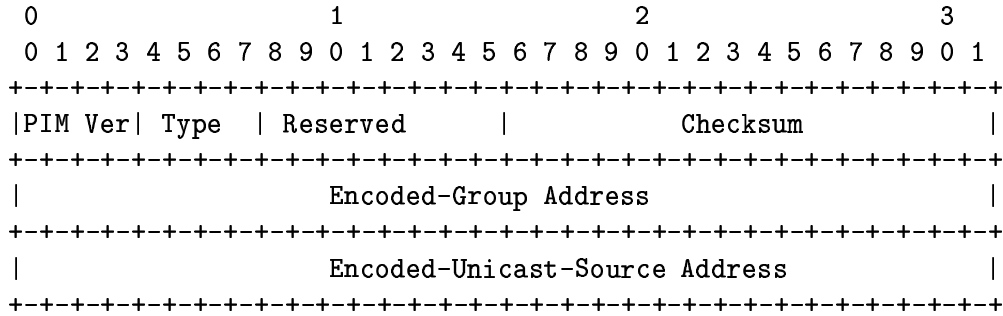 0                   1                   2                   3
 0 1 2 3 4 5 6 7 8 9 0 1 2 3 4 5 6 7 8 9 0 1 2 3 4 5 6 7 8 9 0 1
+-+-+-+-+-+-+-+-+-+-+-+-+-+-+-+-+-+-+-+-+-+-+-+-+-+-+-+-+-+-+-+-+
|PIM Ver| Type  | Reserved      |           Checksum            |
+-+-+-+-+-+-+-+-+-+-+-+-+-+-+-+-+-+-+-+-+-+-+-+-+-+-+-+-+-+-+-+-+
|                    Encoded-Group Address                      |
+-+-+-+-+-+-+-+-+-+-+-+-+-+-+-+-+-+-+-+-+-+-+-+-+-+-+-+-+-+-+-+-+
|                    Encoded-Unicast-Source Address             |
+-+-+-+-+-+-+-+-+-+-+-+-+-+-+-+-+-+-+-+-+-+-+-+-+-+-+-+-+-+-+-+-+